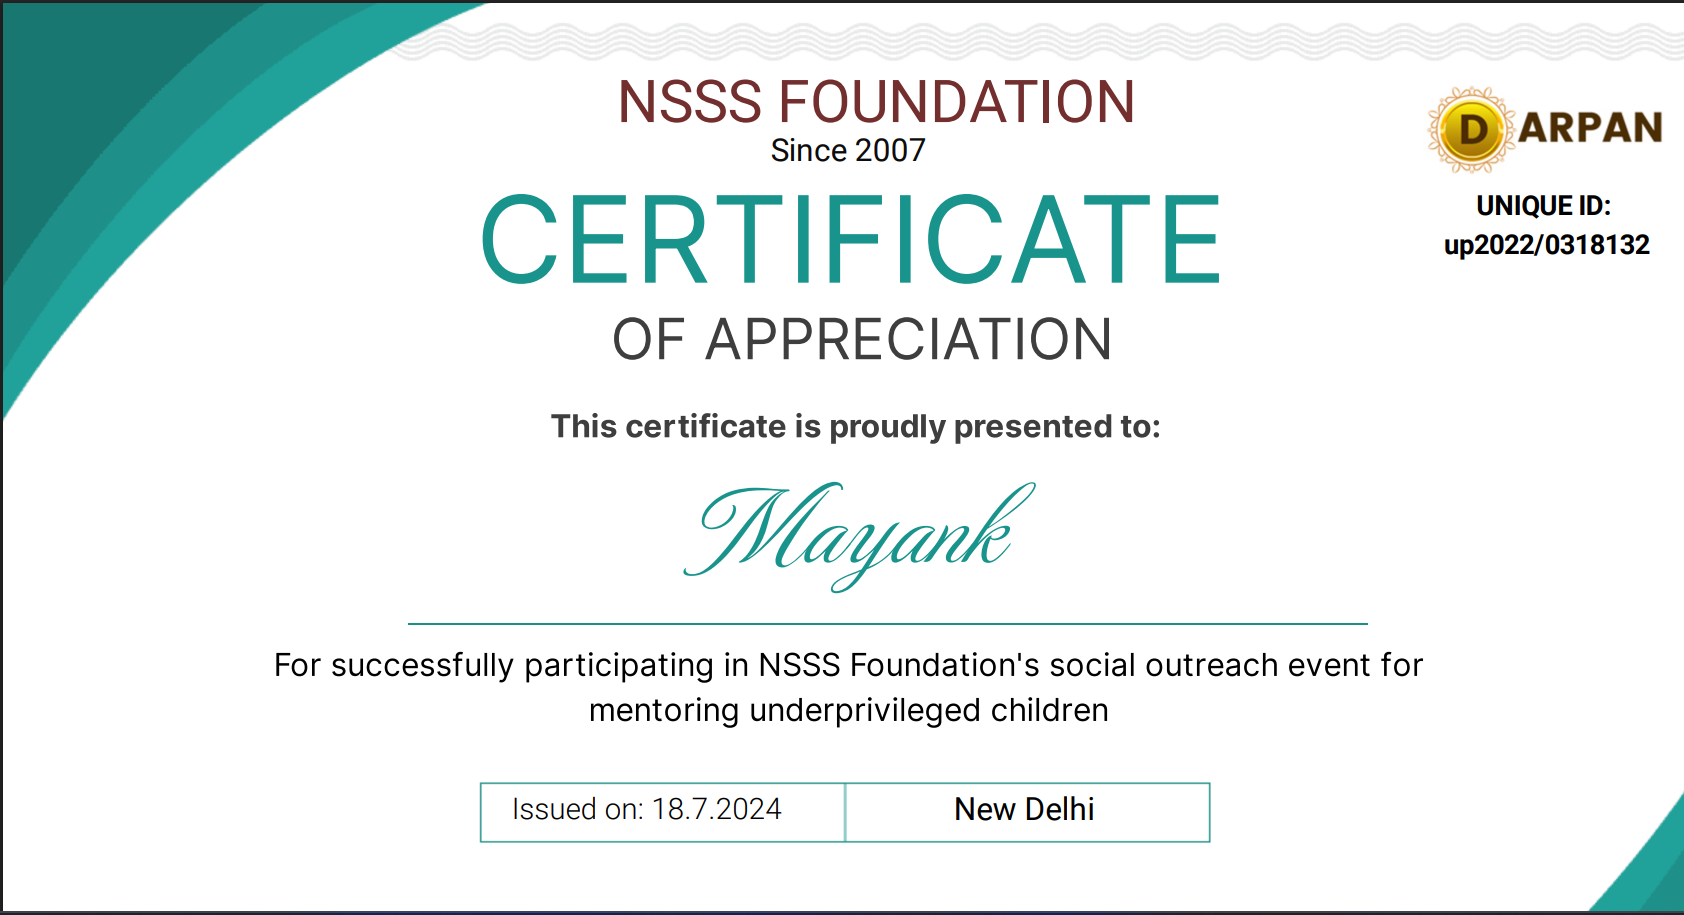 NSSS FOUNDATION
Since 2007
DARPAN
UNIQUE ID:
up2022/0318132
CERTIFICATE
OF APPRECIATION
This certificate is proudly presented to:
Mayank
For successfully participating in NSSS Foundation's social outreach event for
mentoring underprivileged children
Issued on: 18.7.2024
New Delhi